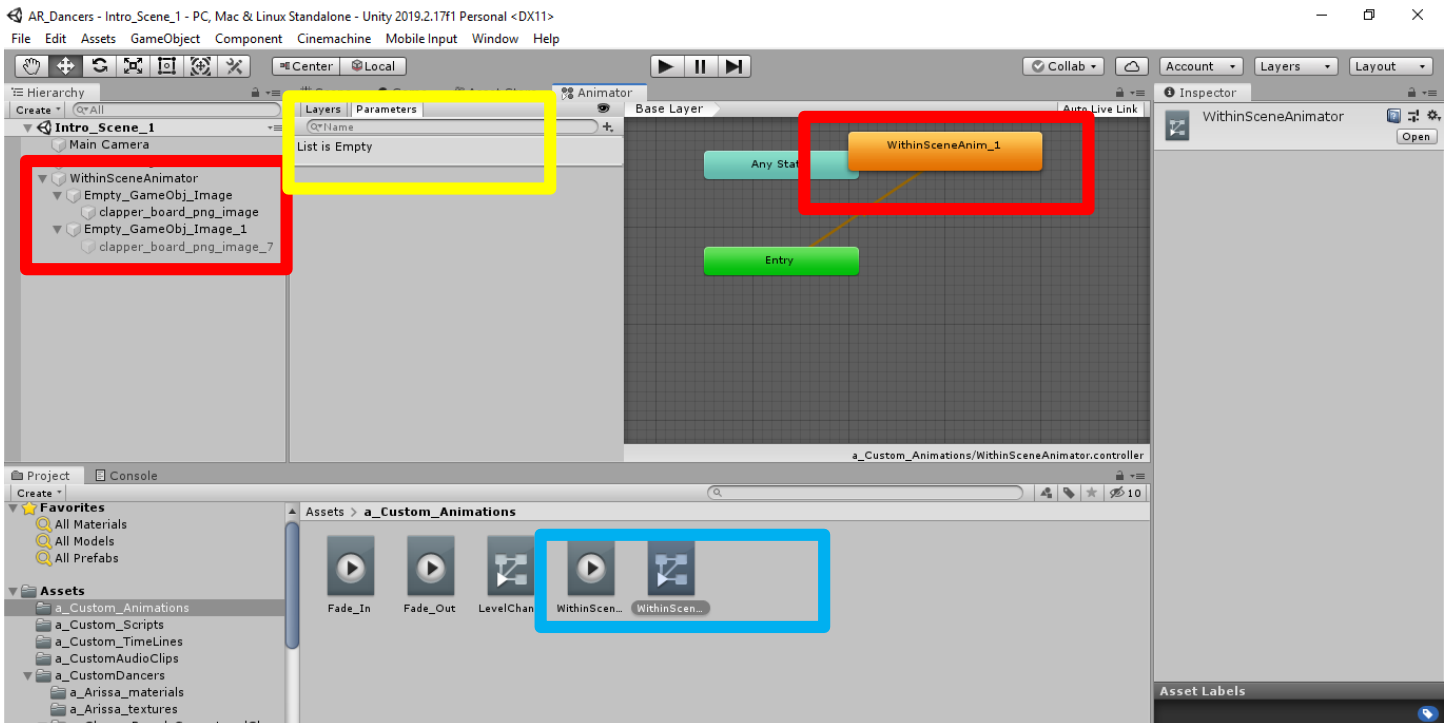 AR_Dancers - Intro_Scene_1 - PC, Mac & Linux Standalone - Unity 2019.2.17f1 Personal <DX11>
File Edit Assets GameObject Component Cinemachine Mobile Input Window Help
Center Local Collab Account Layers Layout
Hierarchy Animator Inspector
Create All Layers Parameters Base Layer Auto Live Link
Intro_Scene_1 Name WithinSceneAnimator
Open
Main Camera List is Empty WithinSceneAnim_1
WithinSceneAnimator Any Stat
Empty_GameObj_Image
clapper_board_png_image
Empty_GameObj_Image_1
clapper_board_png_image_7
Entry
a_Custom_Animations/WithinSceneAnimator.controller
Project Console
Create 10
Favorites Assets > a_Custom_Animations
All Materials
All Models
All Prefabs
Assets
a_Custom_Animations Fade_In Fade_Out LevelChan WithinScen... WithinScen...
a_Custom_Scripts
a_Custom_TimeLines
a_CustomAudioClips
a_CustomDancers
a_Arissa_materials
a_Arissa_textures
Asset Labels